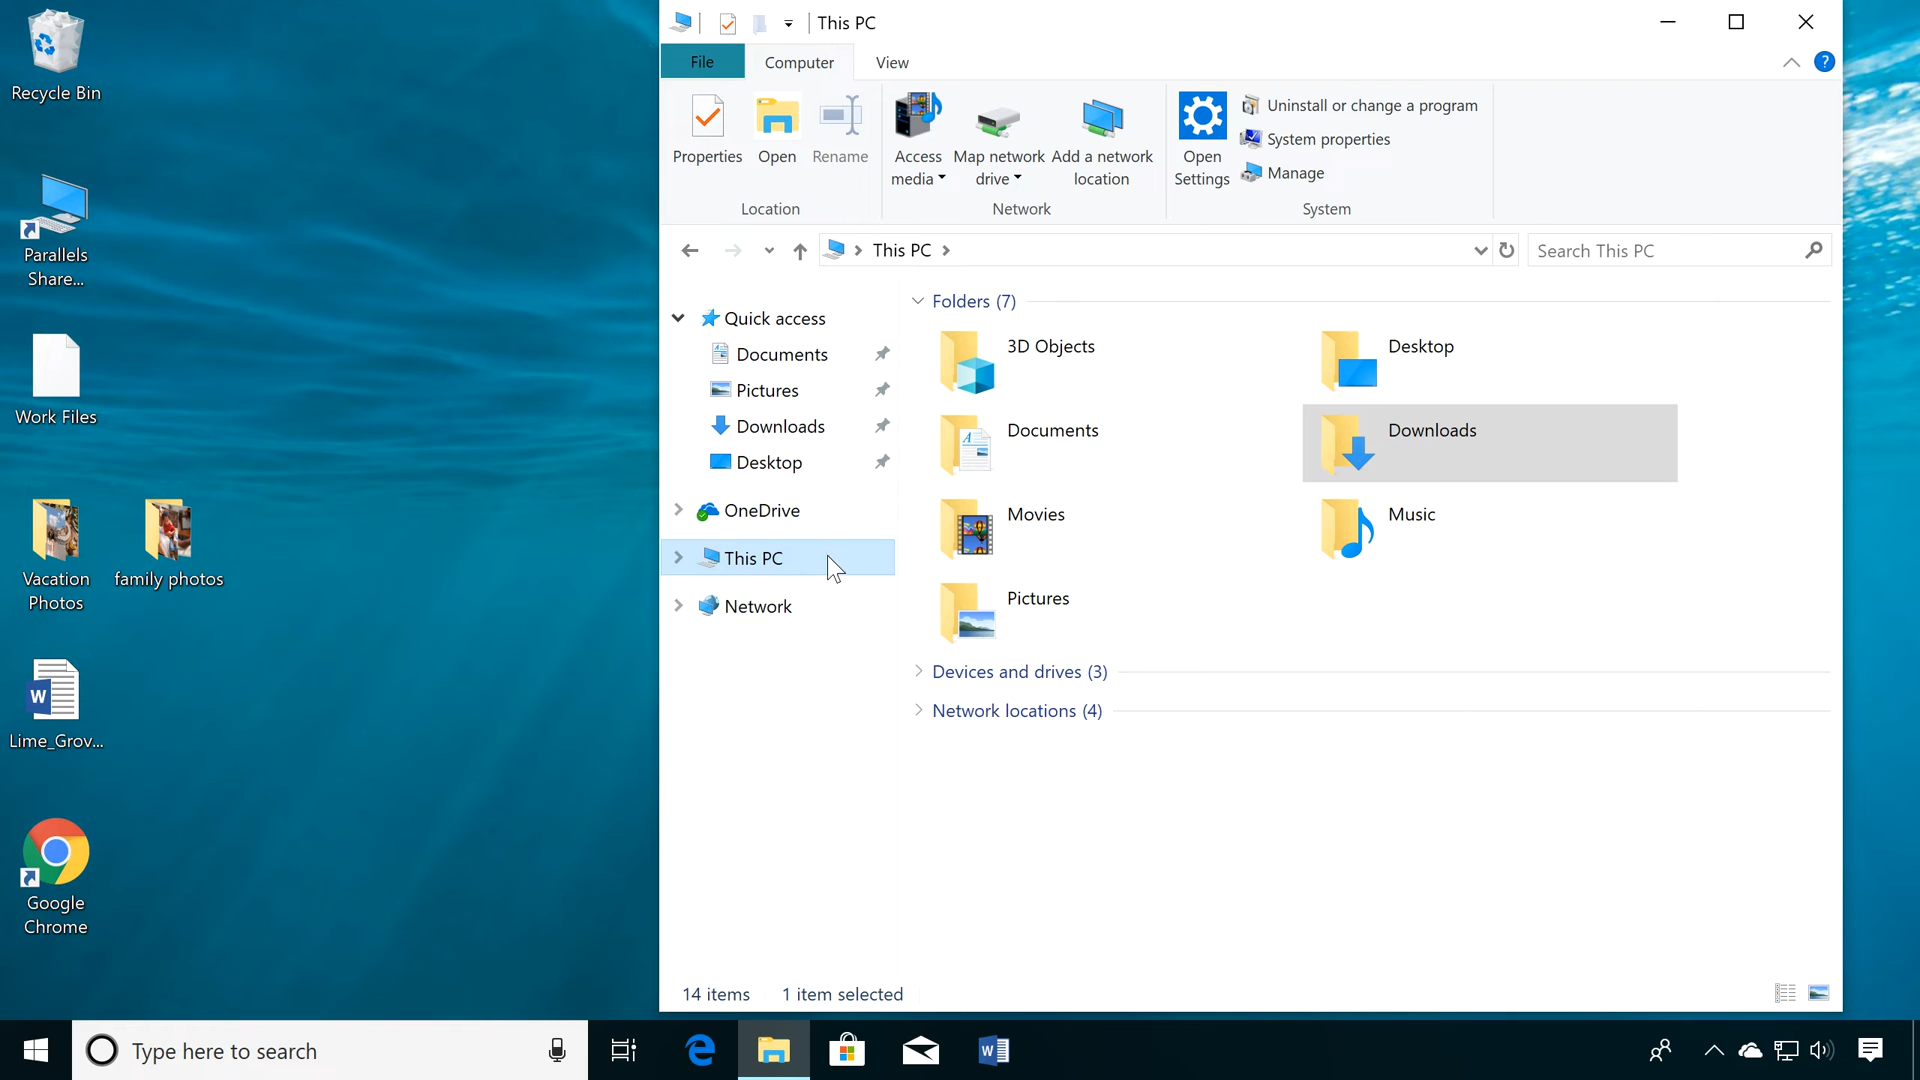 Recycle Bin
Parallels
Share...
Work Files
Vacation
Photos
family photos
W
Lime_Grov...
Google
Chrome
This PC
File
Computer
View
?
Properties
Open
Rename
Location
Access
media
Map network
drive
Add a network
location
Network
Open
Settings
Uninstall or change a program
System properties
Manage
System
This PC
Search This PC
Quick access
Documents
Pictures
Downloads
Desktop
OneDrive
This PC
Network
Folders (7)
3D Objects
Desktop
Documents
A
Downloads
Movies
Music
Pictures
Devices and drives (3)
Network locations (4)
14 items
1 item selected
Type here to search
W